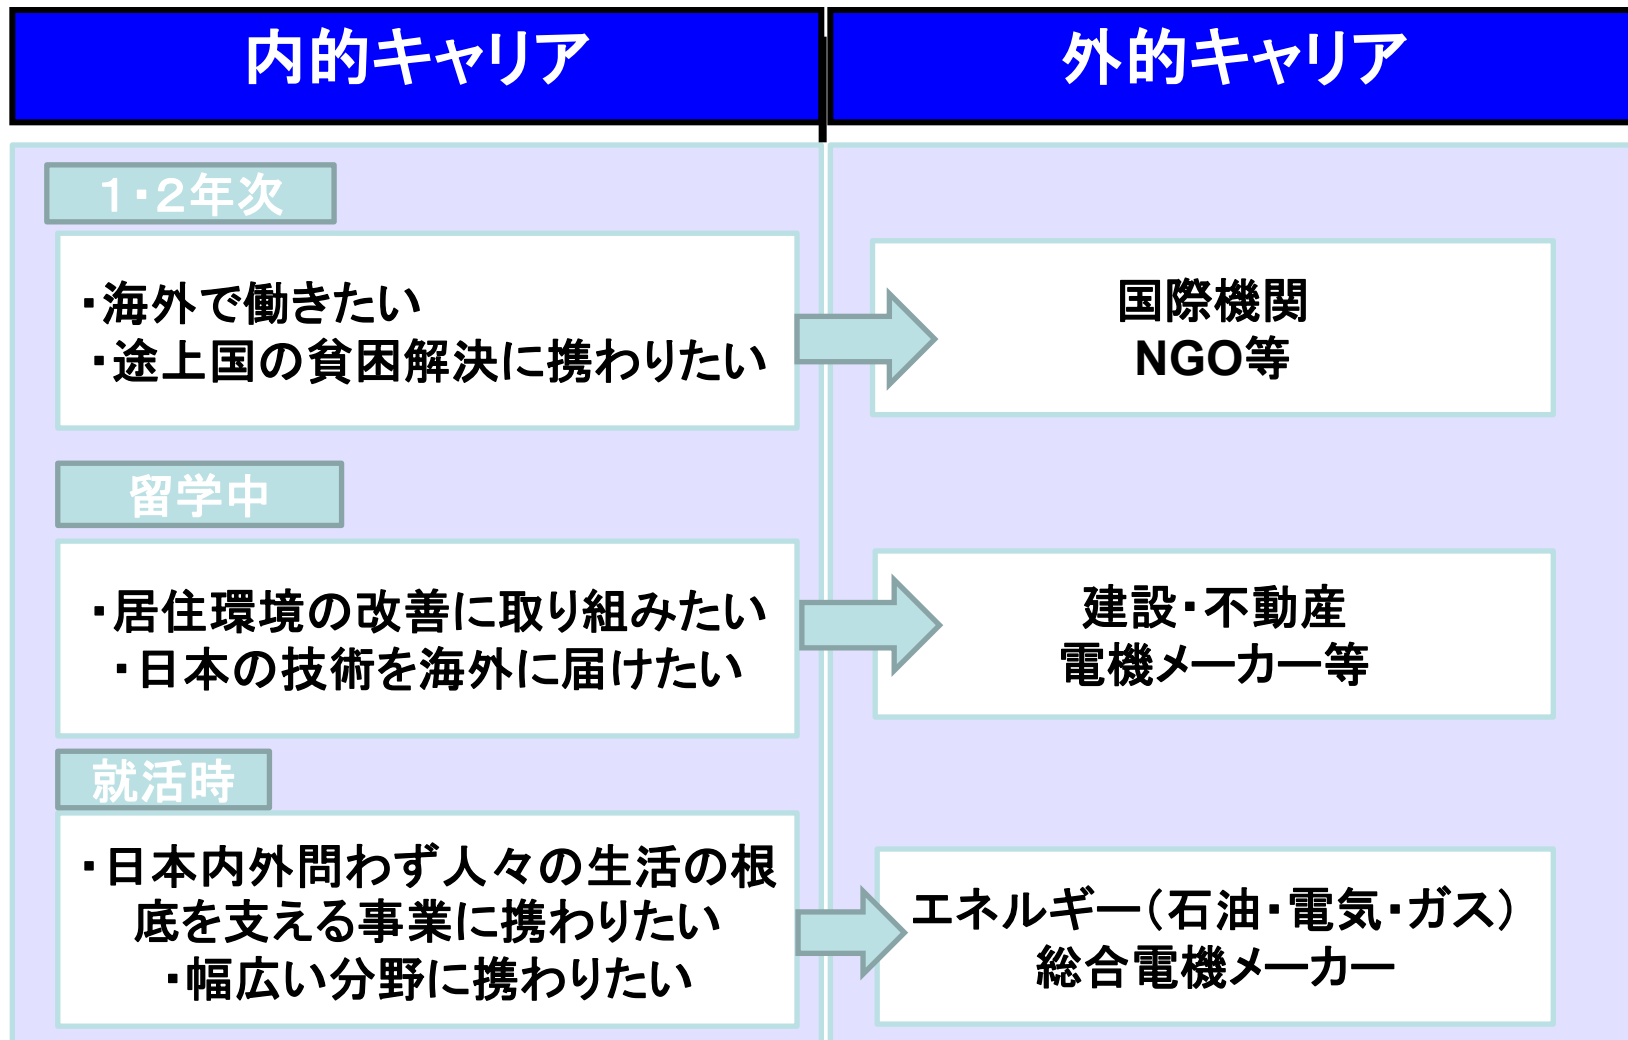 内的キャリア
外的キャリア
１・２年次
・海外で働きたい
・途上国の貧困解決に携わりたい
国際機関
NGO等
留学中
・居住環境の改善に取り組みたい
・日本の技術を海外に届けたい
建設・不動産
電機メーカー等
就活時
・日本内外問わず人々の生活の根
底を支える事業に携わりたい
・幅広い分野に携わりたい
エネルギー（石油・電気・ガス）
総合電機メーカー